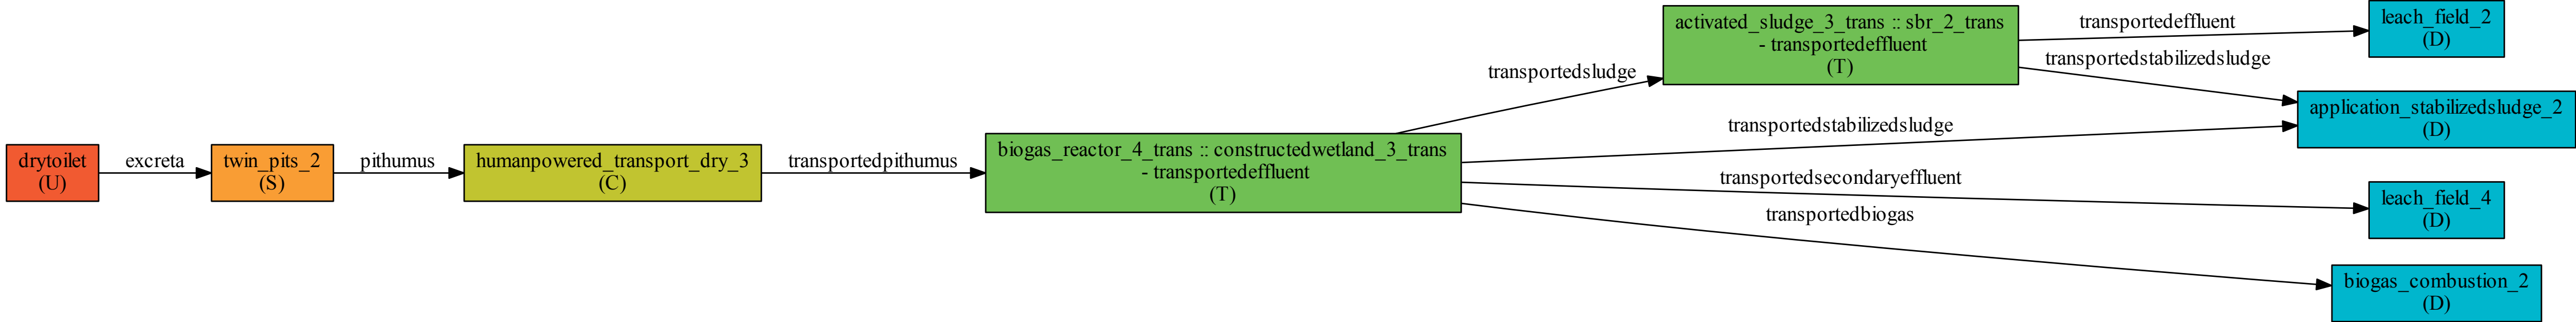 drytoilet
(U)
excreta
twin_pits_2
(S)
pithumus
humanpowered_transport_dry_3
(C)
transportedpithumus
biogas_reactor_4_trans :: constructedwetland_3_trans
- transportedeffluent
(T)
transportedsludge
activated_sludge_3_trans :: sbr_2_trans
- transportedeffluent
(T)
transportedstabilizedsludge
transportedsecondaryeffluent
transportedbiogas
transportedeffluent
transportedstabilizedsludge
leach_field_2
(D)
application_stabilizedsludge_2
(D)
leach_field_4
(D)
biogas_combustion_2
(D)